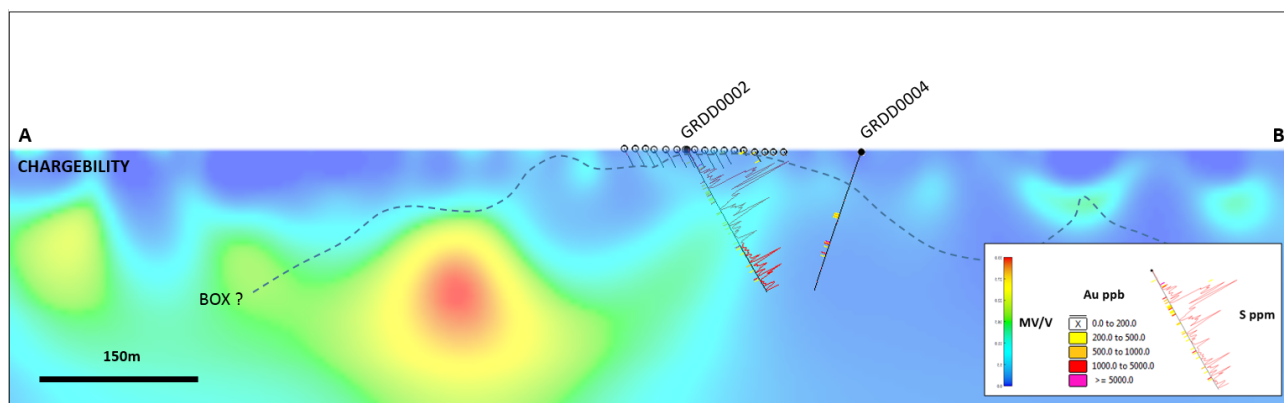 GRDD0002
GRDD0004
A
B
CHARGEBILITY
BOX ?
150m
MV/V
Au ppb
S ppm
X
0.0 to 200.0
200.0 to 500.0
500.0 to 1000.0
1000.0 to 5000.0
>= 5000.0